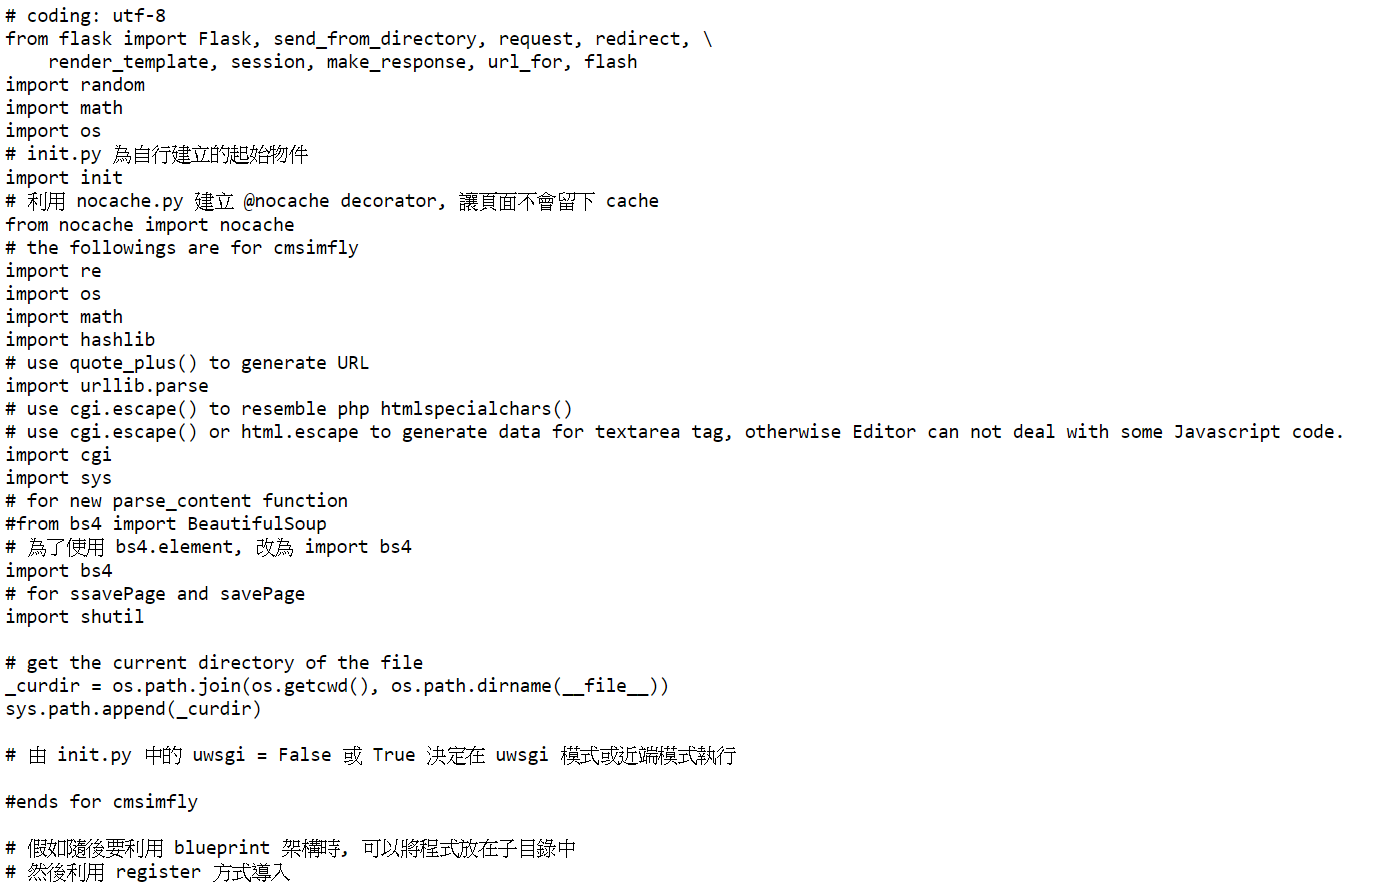 # coding: utf-8
from flask import Flask, send_from_directory, request, redirect, \
    render_template, session, make_response, url_for, flash
import random
import math
import os
# init.py 為自行建立的起始物件
import init
# 利用 nocache.py 建立 @nocache decorator, 讓頁面不會留下 cache
from nocache import nocache
# the followings are for cmsimfly
import re
import os
import math
import hashlib
# use quote_plus() to generate URL
import urllib.parse
# use cgi.escape() to resemble php htmlspecialchars()
# use cgi.escape() or html.escape to generate data for textarea tag, otherwise Editor can not deal with some Javascript code.
import cgi
import sys
# for new parse_content function
#from bs4 import BeautifulSoup
# 為了使用 bs4.element, 改為 import bs4
import bs4
# for ssavePage and savePage
import shutil

# get the current directory of the file
_curdir = os.path.join(os.getcwd(), os.path.dirname(__file__))
sys.path.append(_curdir)

# 由 init.py 中的 uwsgi = False 或 True 決定在 uwsgi 模式或近端模式執行

#ends for cmsimfly

# 假如隨後要利用 blueprint 架構時, 可以將程式放在子目錄中
# 然後利用 register 方式導入